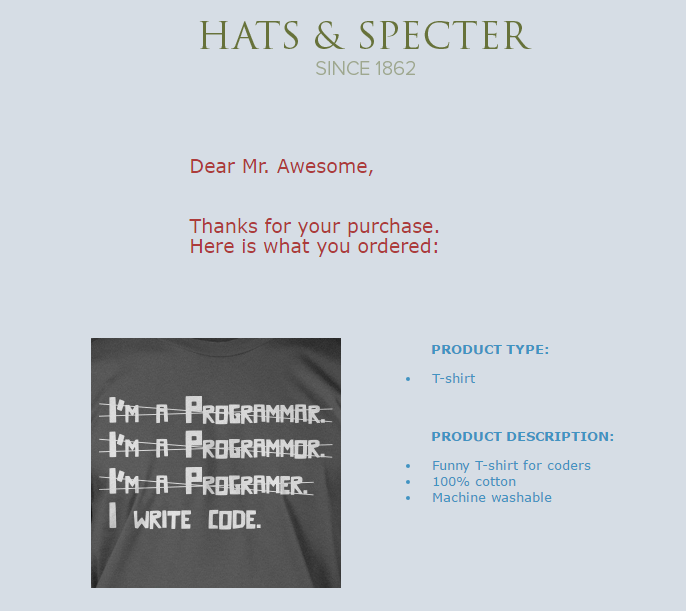 HATS & SPECTER
SINCE 1862
Dear Mr. Awesome,
Thanks for your purchase.
Here is what you ordered:
I'm a Programmar.
I'm a Programmor.
I'm a Programer.
I write code.
PRODUCT TYPE:
T-shirt
PRODUCT DESCRIPTION:
Funny T-shirt for coders
100% cotton
Machine washable